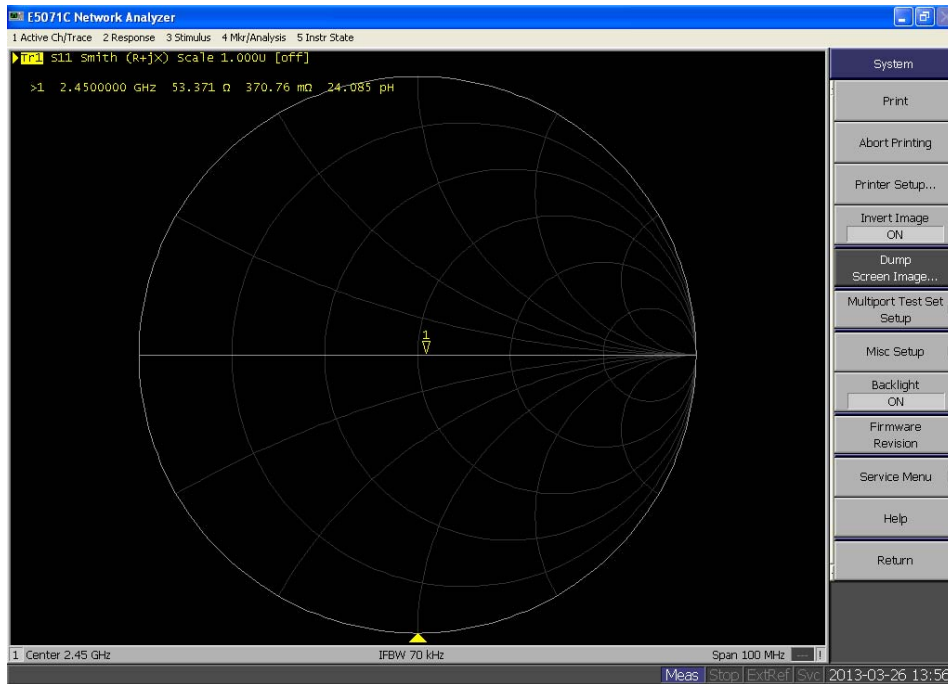 E5071C Network Analyzer
1 Active Ch/Trace 2 Response 3 Stimulus 4 Mkr/Analysis 5 Instr State
Tr1 S11 Smith (R+jX) Scale 1.000U [off]
>1 2.4500000 GHz 53.371 Ω 370.76 mΩ 24.085 pH
1
System
Print
Abort Printing
Printer Setup...
Invert Image
ON
Dump
Screen Image...
Multiport Test Set
Setup
Misc Setup
Backlight
ON
Firmware
Revision
Service Menu
Help
Return
1 Center 2.45 GHz IFBW 70 kHz Span 100 MHz --- !
Meas Stop ExtRef Svc 2013-03-26 13:56